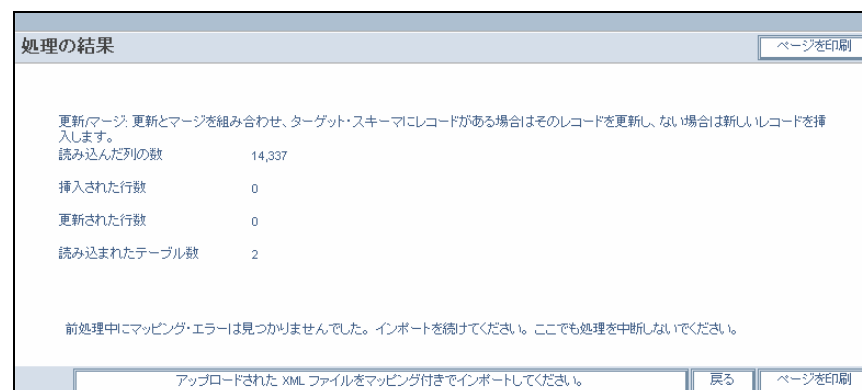 処理の結果
ページを印刷
更新/マージ: 更新とマージを組み合わせ、ターゲット・スキーマにレコードがある場合はそのレコードを更新し、ない場合は新しいレコードを挿
入します。
読み込んだ列の数 14,337
挿入された行数 0
更新された行数 0
読み込まれたテーブル数 2
前処理中にマッピング・エラーは見つかりませんでした。インポートを続けてください。ここでも処理を中断しないでください。
アップロードされた XML ファイルをマッピング付きでインポートしてください。 戻る ページを印刷